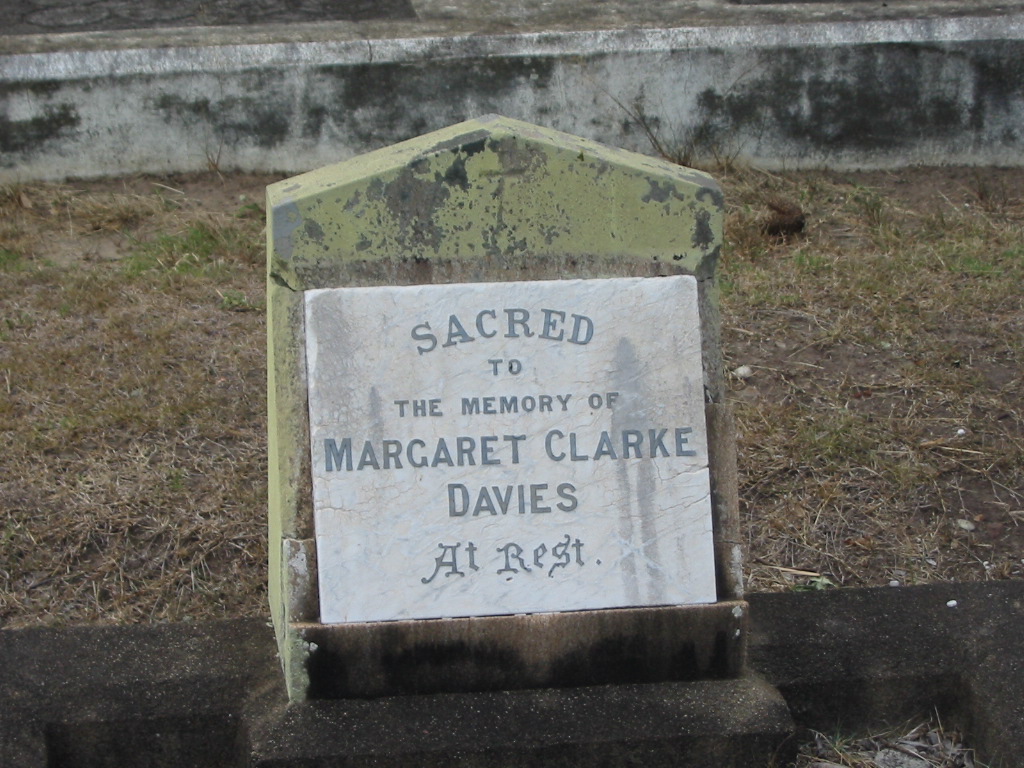 SACRED
TO
THE MEMORY OF
MARGARET CLARKE
DAVIES
At Rest.